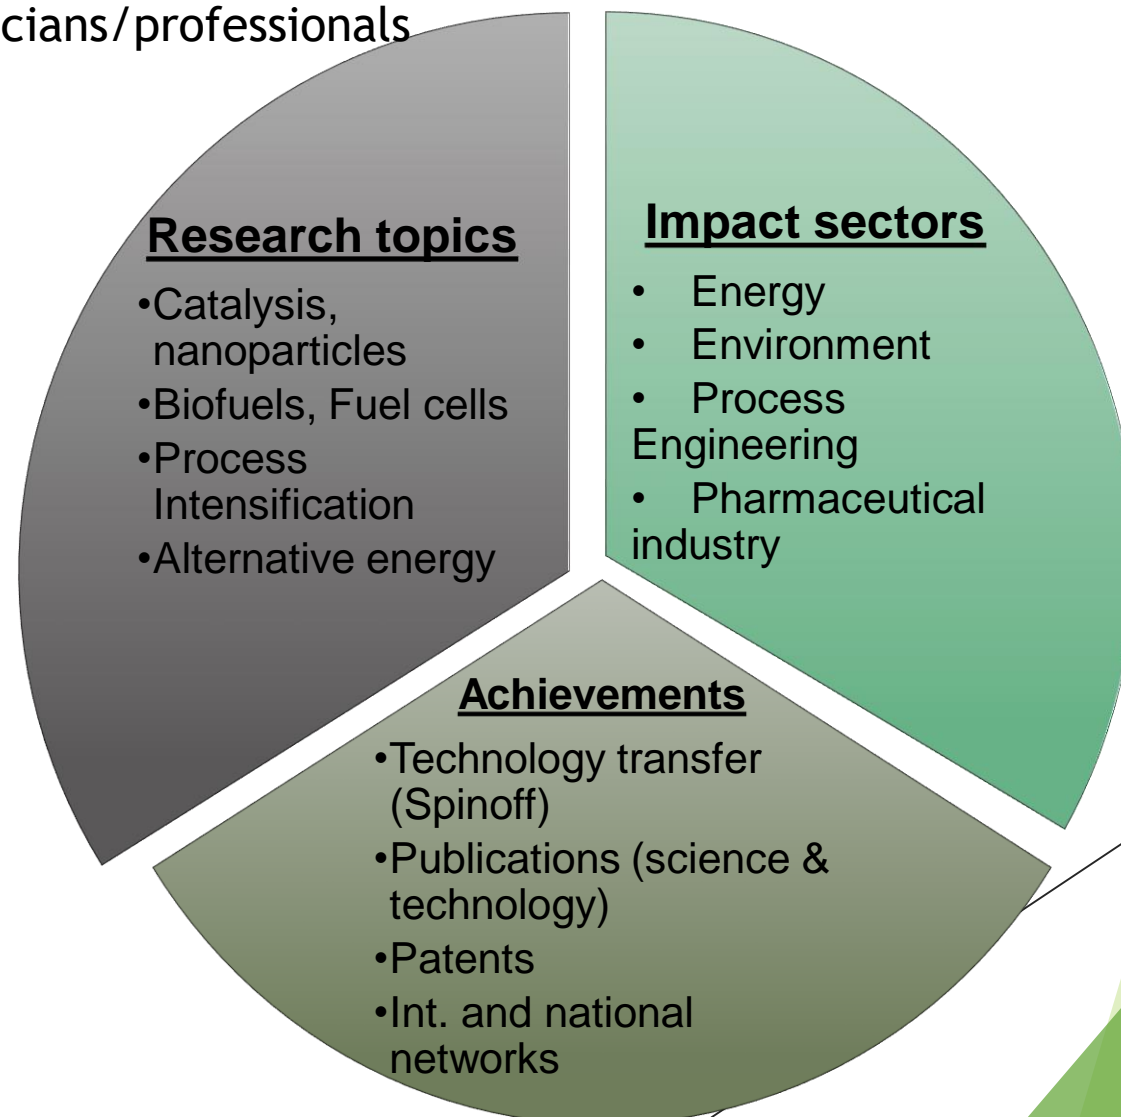 cians/professionals
Research topics
•Catalysis,
nanoparticles
•Biofuels, Fuel cells
•Process
Intensification
•Alternative energy
Impact sectors
• Energy
• Environment
• Process
Engineering
• Pharmaceutical
industry
Achievements
•Technology transfer
(Spinoff)
•Publications (science &
technology)
•Patents
•Int. and national
networks